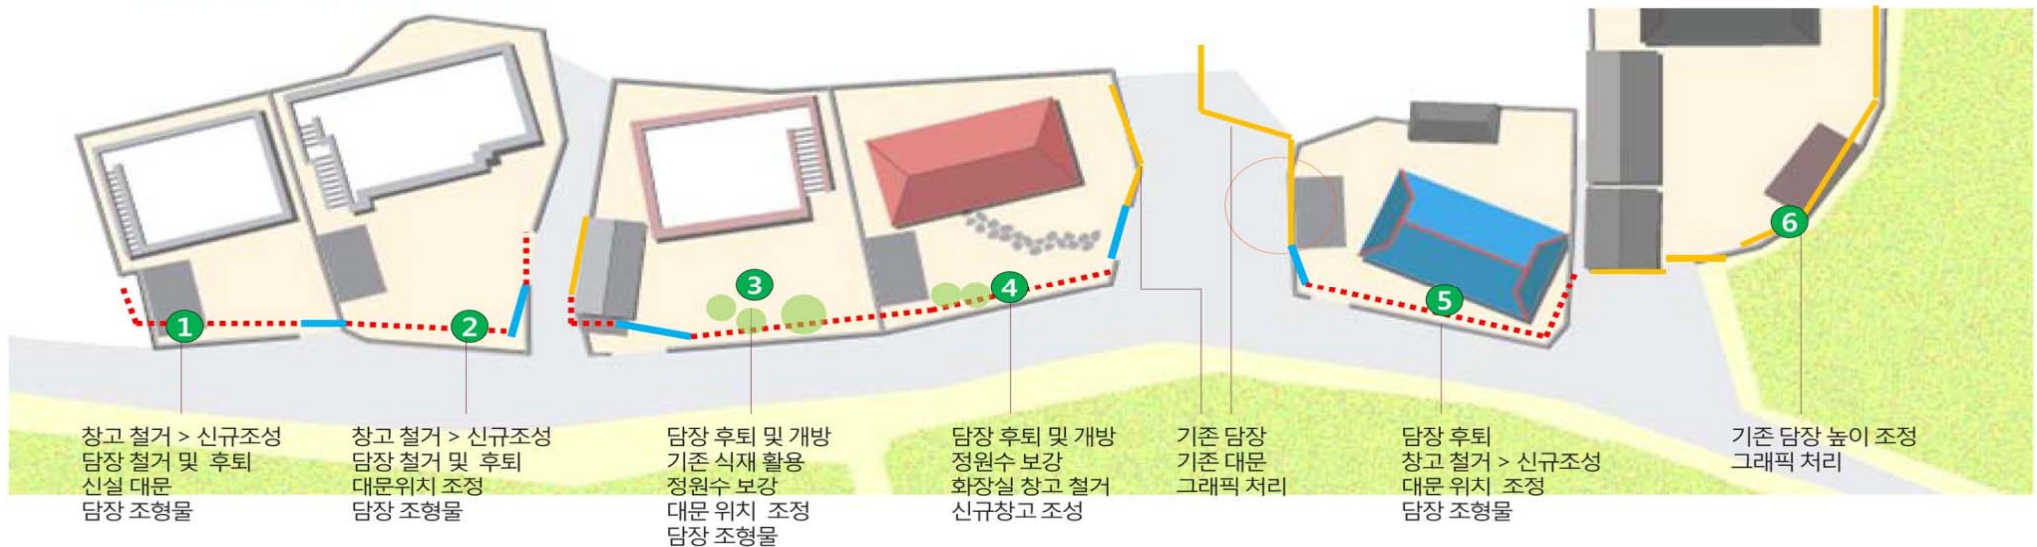 1
2
3
4
5
6
창고 철거 > 신규조성
담장 철거 및 후퇴
신설 대문
담장 조형물
창고 철거 > 신규조성
담장 철거 및 후퇴
대문위치 조정
담장 조형물
담장 후퇴 및 개방
기존 식재 활용
정원수 보강
대문 위치 조정
담장 조형물
담장 후퇴 및 개방
정원수 보강
화장실 창고 철거
신규창고 조성
기존 담장
기존 대문
그래픽 처리
담장 후퇴
창고 철거 > 신규조성
대문 위치 조정
담장 조형물
기존 담장 높이 조정
그래픽 처리